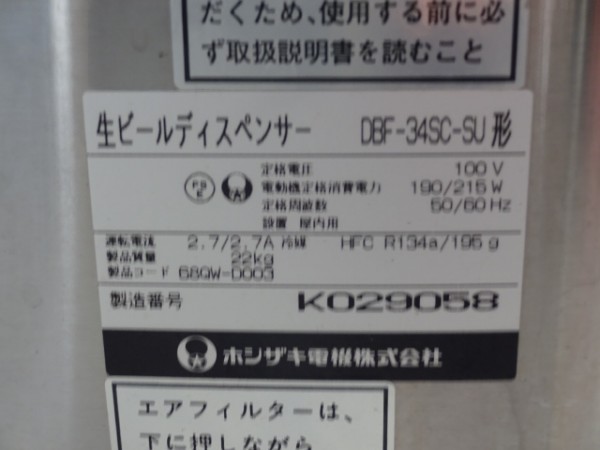 だくため、使用する前に必
ず取扱説明書を読むこと
生ビールディスペンサー DBF-34SC-SU 形
PSE 定格電圧 100 V
電動機定格消費電力 190/215 W
定格周波数 50/60 Hz
設置 屋内用
運転電流 2.7/2.7A 冷媒 HFC R134a/195 g
製品質量 22kg
製品コード 68QW-D003
製造番号 K029058
ホシザキ電機株式会社
エアフィルターは、
下に押しながら